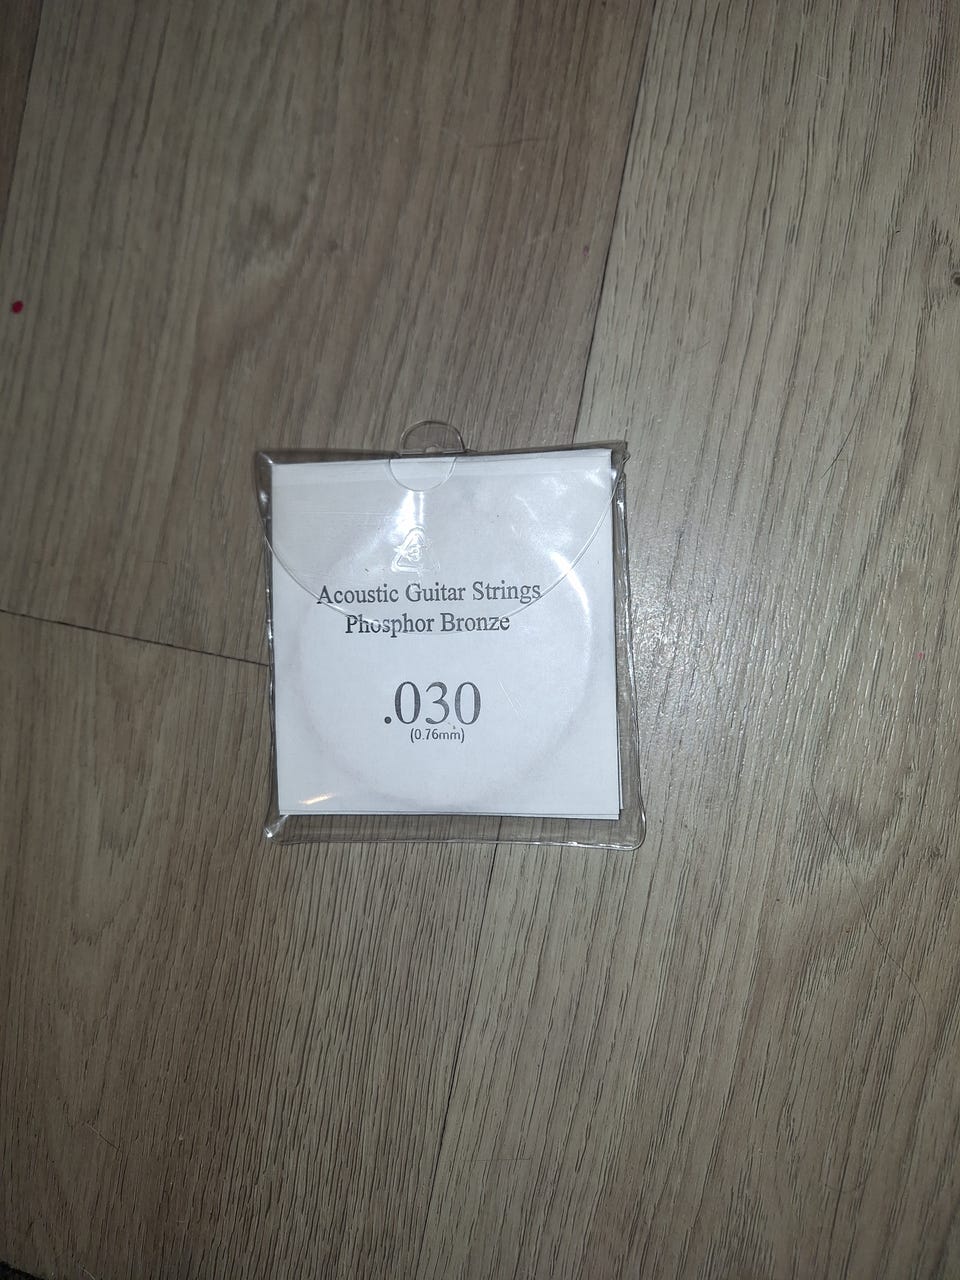 Acoustic Guitar Strings
Phosphor Bronze
.030
(0.76mm)